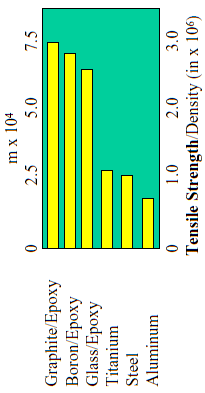 m x 10⁴
0 2.5 5.0 7.5
Graphite/Epoxy
Boron/Epoxy
Glass/Epoxy
Titanium
Steel
Aluminum
0 1.0 2.0 3.0
Tensile Strength/Density (in x 10⁶)